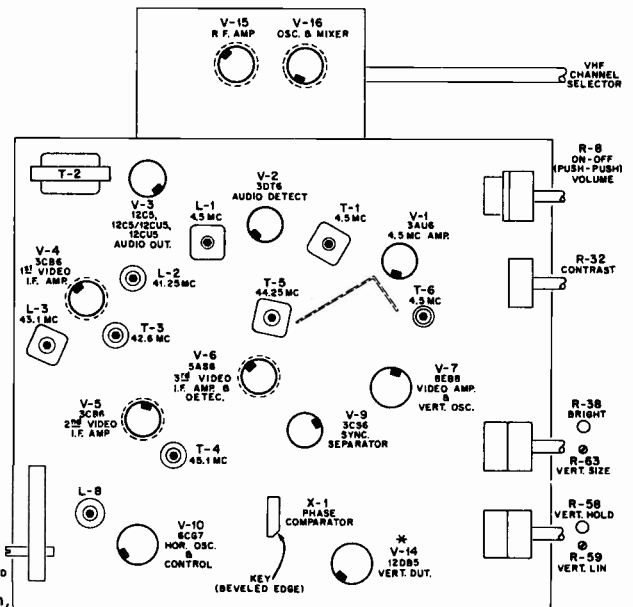 V-15
R.F. AMP
V-16
OSC. & MIXER
VHF
CHANNEL
SELECTOR
T-2
V-3
12C5,
12C5/12CU5,
12CU5
AUDIO OUT.
L-1
4.5 MC
V-2
3DT6
AUDIO DETECT
T-1
4.5 MC
V-1
3AU6
4.5 MC AMP.
R-8
ON-OFF
(PUSH-PUSH)
VOLUME
V-4
3CB6
1st VIDEO
I.F. AMP.
L-2
41.25 MC
L-3
43.1 MC
T-3
42.6 MC
T-5
44.25 MC
T-6
4.5 MC
R-32
CONTRAST
V-6
5AS8
3rd VIDEO
I.F. AMP. &
DETEC.
V-7
8EB8
VIDEO AMP.
&
VERT. OSC.
V-5
3CB6
2nd VIDEO
I.F. AMP
V-9
3CS6
SYNC.
SEPARATOR
T-4
45.1 MC
R-38
BRIGHT
R-63
VERT. SIZE
L-8
V-10
6CG7
HOR. OSC.
&
CONTROL
X-1
PHASE
COMPARATOR
KEY
(BEVELED EDGE)
*
V-14
12DB5
VERT. OUT.
R-58
VERT. HOLD
R-59
VERT. LIN
D